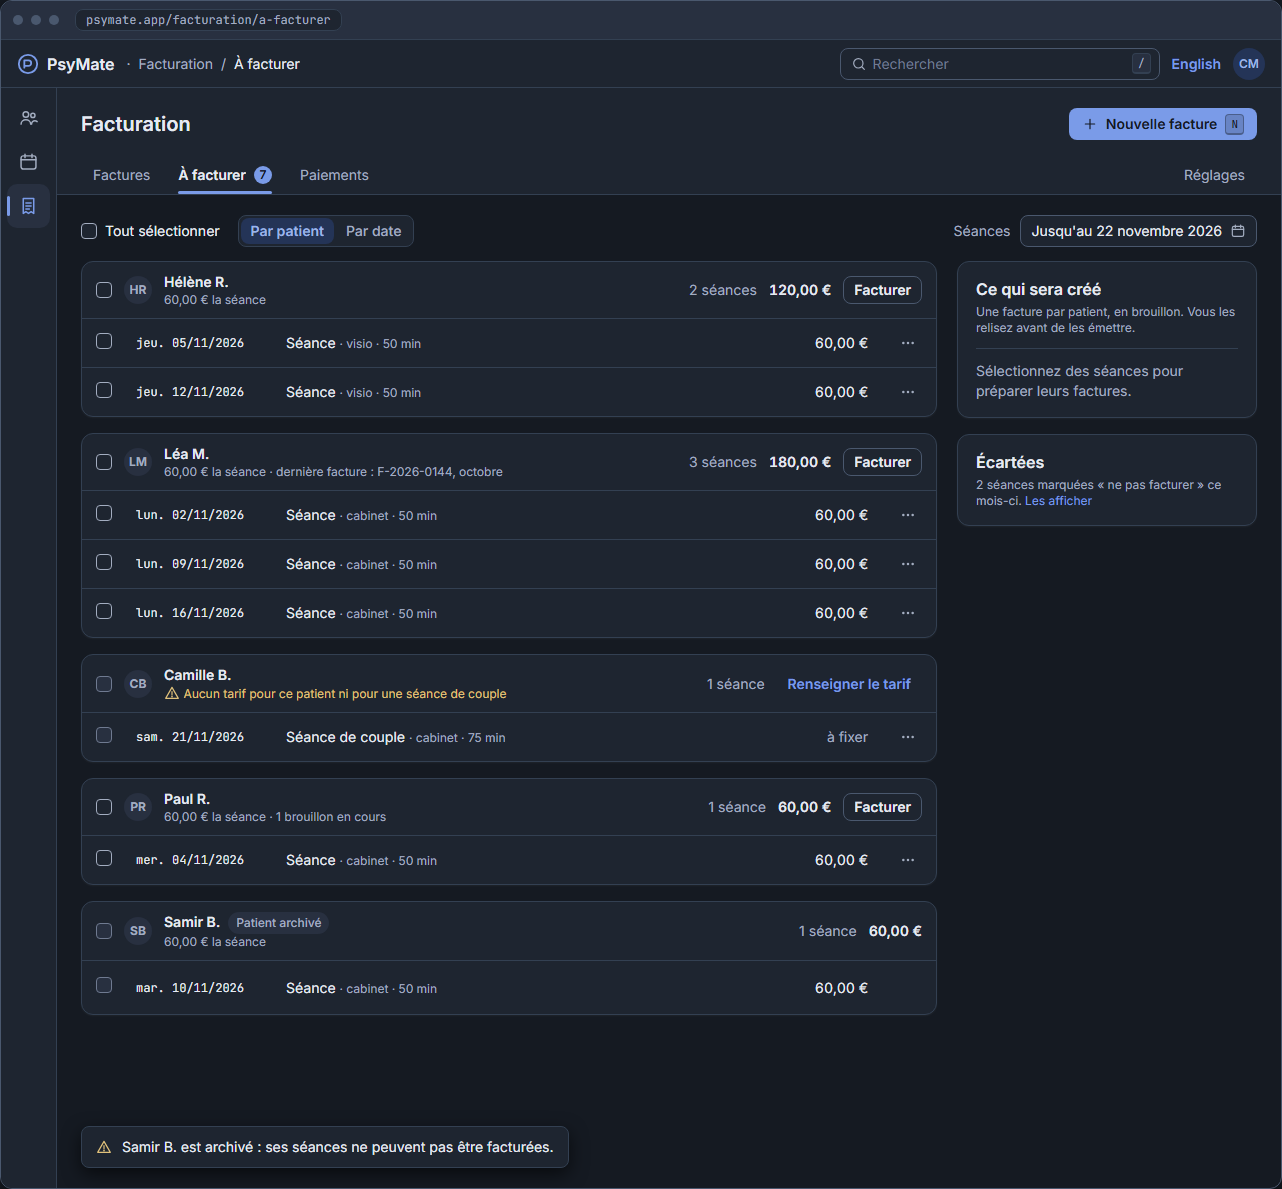 psymate.app/facturation/a-facturer
PsyMate · Facturation / À facturer
Rechercher /
English
CM
Facturation
+ Nouvelle facture N
Factures
À facturer 7
Paiements
Réglages
Tout sélectionner
Par patient
Par date
Séances
Jusqu'au 22 novembre 2026
HR
Hélène R.
60,00 € la séance
2 séances 120,00 € Facturer
jeu. 05/11/2026 Séance · visio · 50 min 60,00 € ···
jeu. 12/11/2026 Séance · visio · 50 min 60,00 € ···
LM
Léa M.
60,00 € la séance · dernière facture : F-2026-0144, octobre
3 séances 180,00 € Facturer
lun. 02/11/2026 Séance · cabinet · 50 min 60,00 € ···
lun. 09/11/2026 Séance · cabinet · 50 min 60,00 € ···
lun. 16/11/2026 Séance · cabinet · 50 min 60,00 € ···
CB
Camille B.
Aucun tarif pour ce patient ni pour une séance de couple
1 séance Renseigner le tarif
sam. 21/11/2026 Séance de couple · cabinet · 75 min à fixer ···
PR
Paul R.
60,00 € la séance · 1 brouillon en cours
1 séance 60,00 € Facturer
mer. 04/11/2026 Séance · cabinet · 50 min 60,00 € ···
SB
Samir B. Patient archivé
60,00 € la séance
1 séance 60,00 €
mar. 10/11/2026 Séance · cabinet · 50 min 60,00 €
Ce qui sera créé
Une facture par patient, en brouillon. Vous les
relisez avant de les émettre.
Sélectionnez des séances pour
préparer leurs factures.
Écartées
2 séances marquées « ne pas facturer » ce
mois-ci. Les afficher
Samir B. est archivé : ses séances ne peuvent pas être facturées.